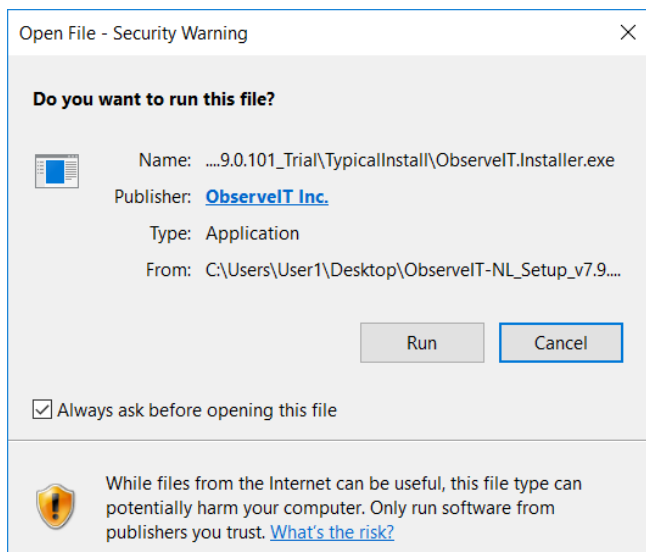 Open File - Security Warning
Do you want to run this file?
Name: ....9.0.101_Trial\TypicalInstall\ObserveIT.Installer.exe
Publisher: ObserveIT Inc.
Type: Application
From: C:\Users\User1\Desktop\ObserveIT-NL_Setup_v7.9....
Run Cancel
Always ask before opening this file
While files from the Internet can be useful, this file type can
potentially harm your computer. Only run software from
publishers you trust. What's the risk?